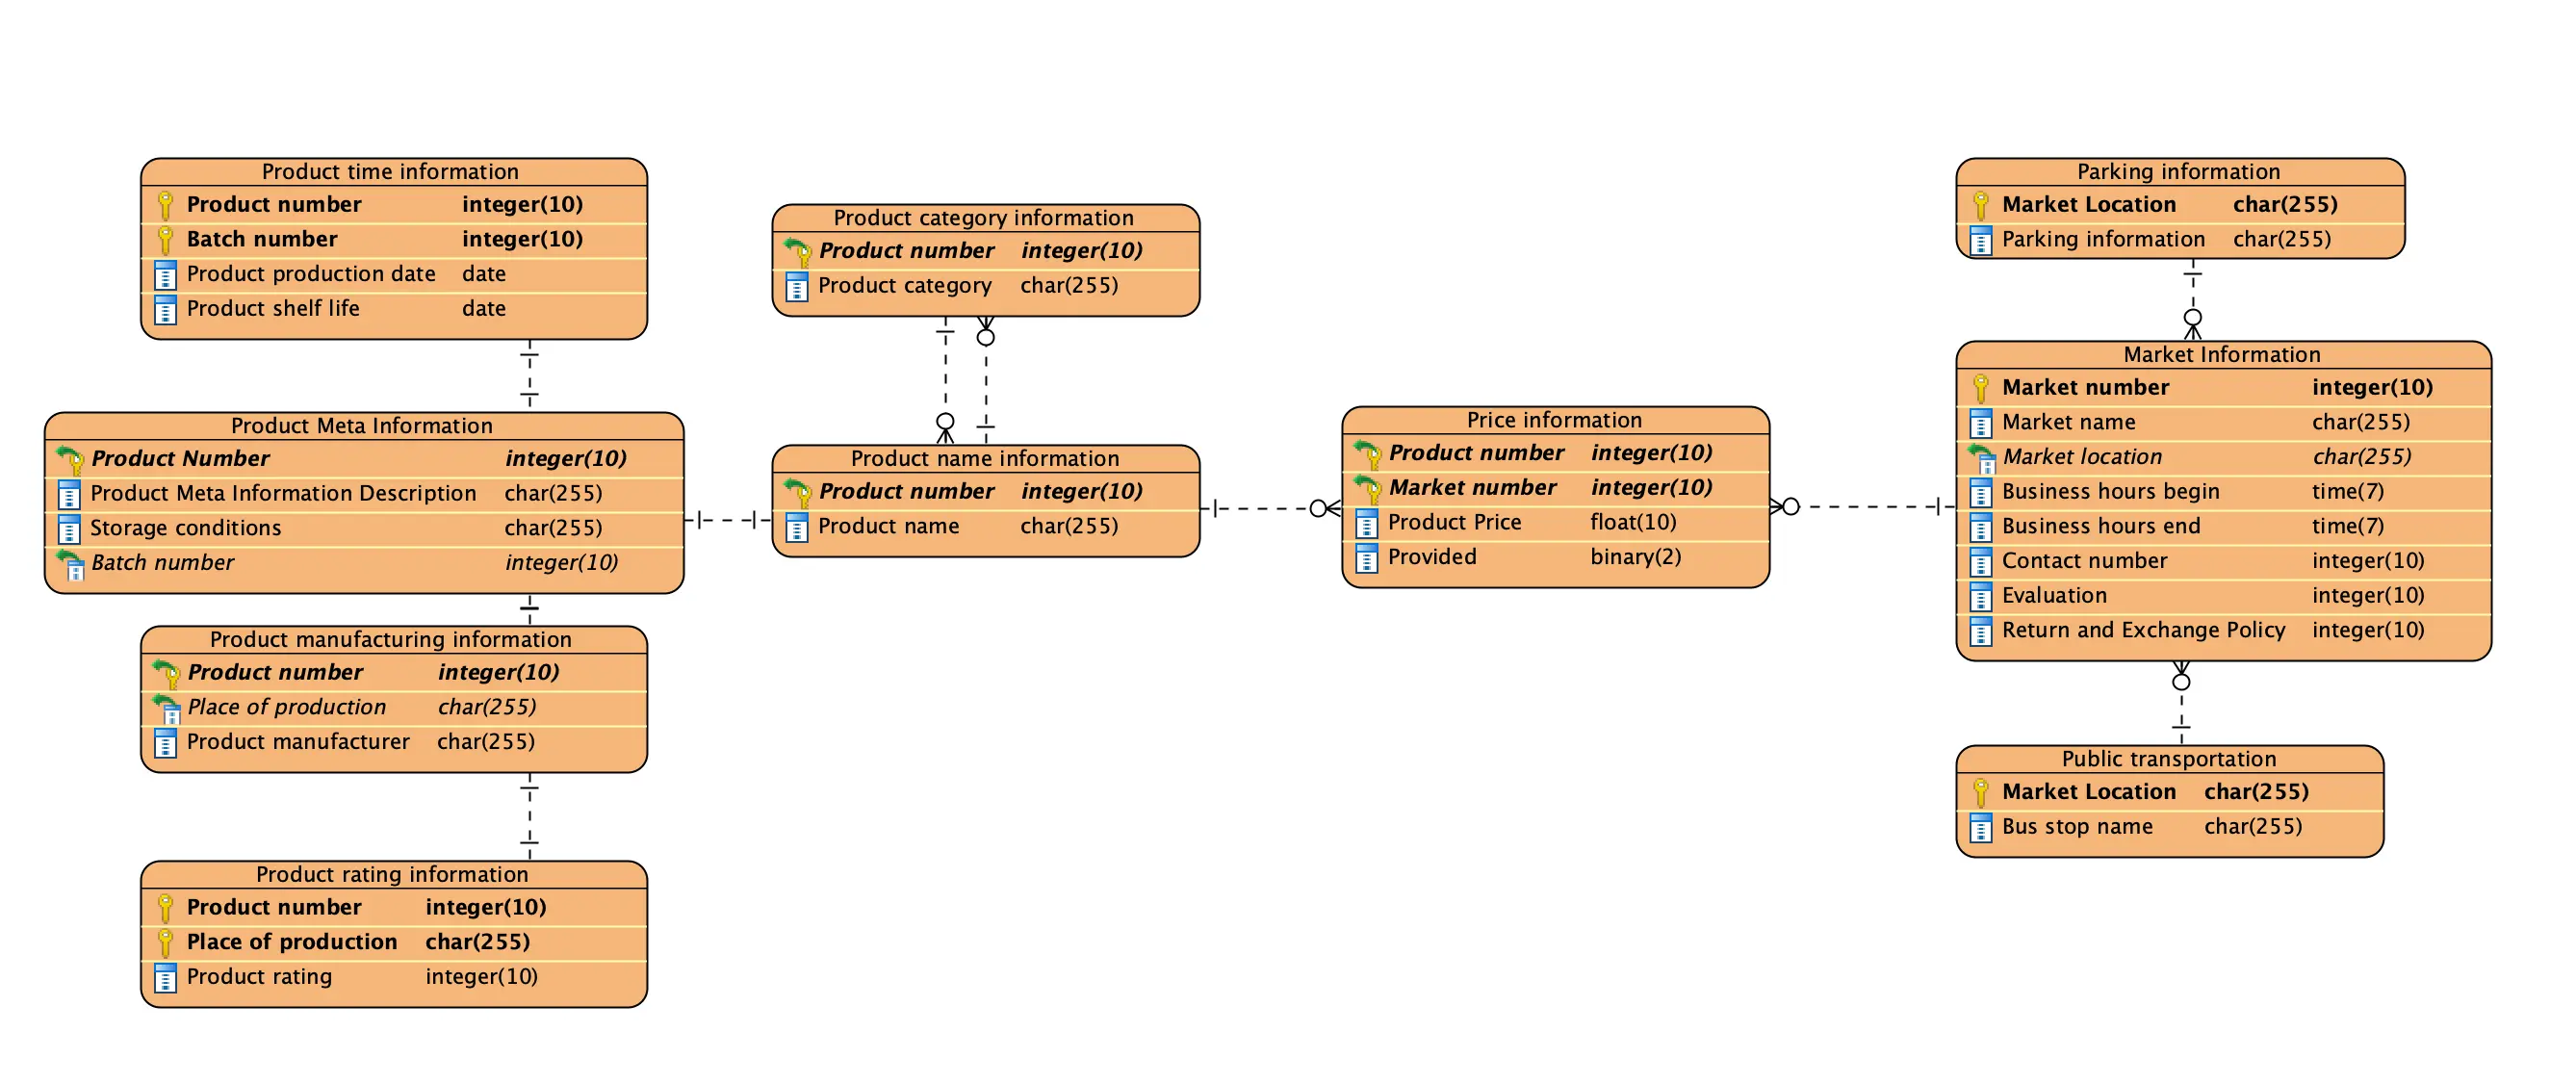 Product time information
Product number integer(10)
Batch number integer(10)
Product production date date
Product shelf life date
Product Meta Information
Product Number integer(10)
Product Meta Information Description char(255)
Storage conditions char(255)
Batch number integer(10)
Product manufacturing information
Product number integer(10)
Place of production char(255)
Product manufacturer char(255)
Product rating information
Product number integer(10)
Place of production char(255)
Product rating integer(10)
Product category information
Product number integer(10)
Product category char(255)
Product name information
Product number integer(10)
Product name char(255)
Price information
Product number integer(10)
Market number integer(10)
Product Price float(10)
Provided binary(2)
Parking information
Market Location char(255)
Parking information char(255)
Market Information
Market number integer(10)
Market name char(255)
Market location char(255)
Business hours begin time(7)
Business hours end time(7)
Contact number integer(10)
Evaluation integer(10)
Return and Exchange Policy integer(10)
Public transportation
Market Location char(255)
Bus stop name char(255)